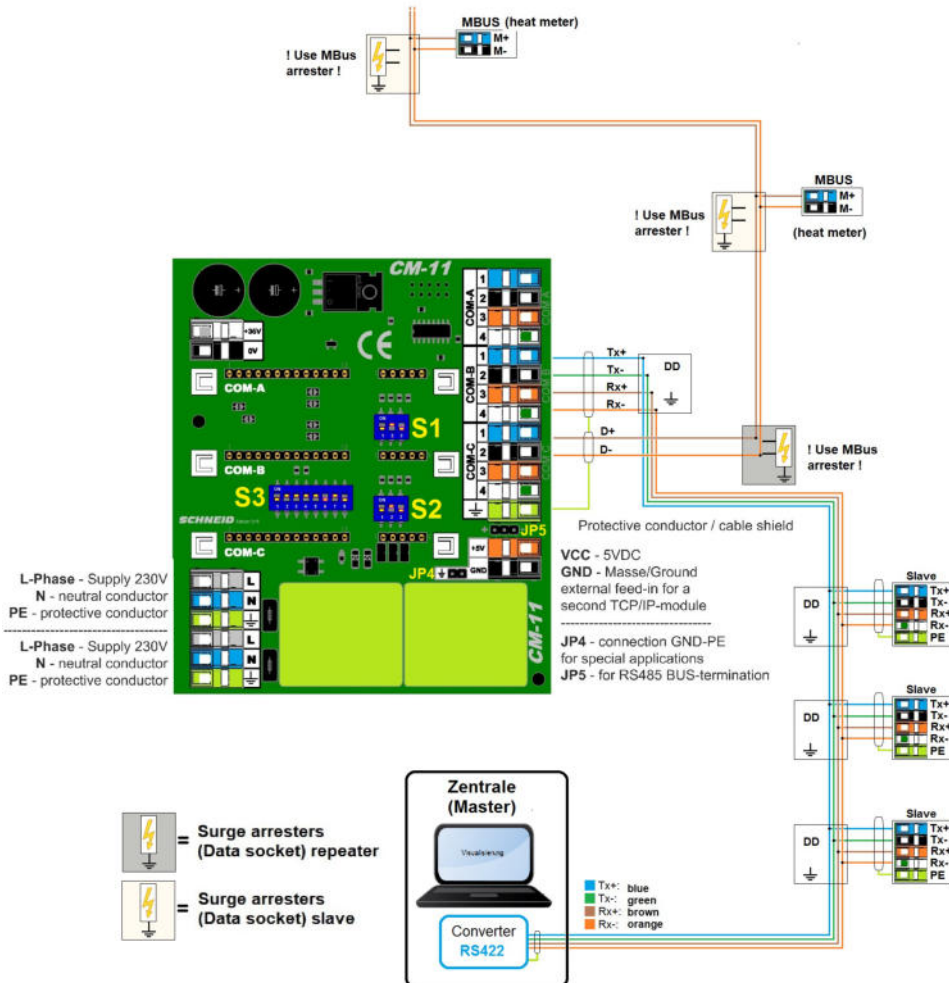 MBUS (heat meter)
M+
M-
! Use MBus
arrester !
MBUS
M+
M-
(heat meter)
! Use MBus
arrester !
CM-11
+36V
0V
COM-A
1
2
3
4
COM-A
COM-B
1
2
3
4
COM-C
1
2
3
4
COM-A
COM-B
COM-C
S1
S2
S3
ON
1 2 3
SCHNEID
JP5
+5V
GND
JP4
CM-11
L
N
L
N
Tx+
Tx-
Rx+
Rx-
D+
D-
DD
! Use MBus
arrester !
Protective conductor / cable shield
VCC - 5VDC
GND - Masse/Ground
external feed-in for a
second TCP/IP-module
JP4 - connection GND-PE
for special applications
JP5 - for RS485 BUS-termination
L-Phase - Supply 230V
N - neutral conductor
PE - protective conductor
L-Phase - Supply 230V
N - neutral conductor
PE - protective conductor
DD
Slave
Tx+
Tx-
Rx+
Rx-
PE
DD
Slave
Tx+
Tx-
Rx+
Rx-
PE
DD
Slave
Tx+
Tx-
Rx+
Rx-
PE
= Surge arresters
(Data socket) repeater
= Surge arresters
(Data socket) slave
Zentrale
(Master)
Visualisierung
Converter
RS422
Tx+: blue
Tx-: green
Rx+: brown
Rx-: orange